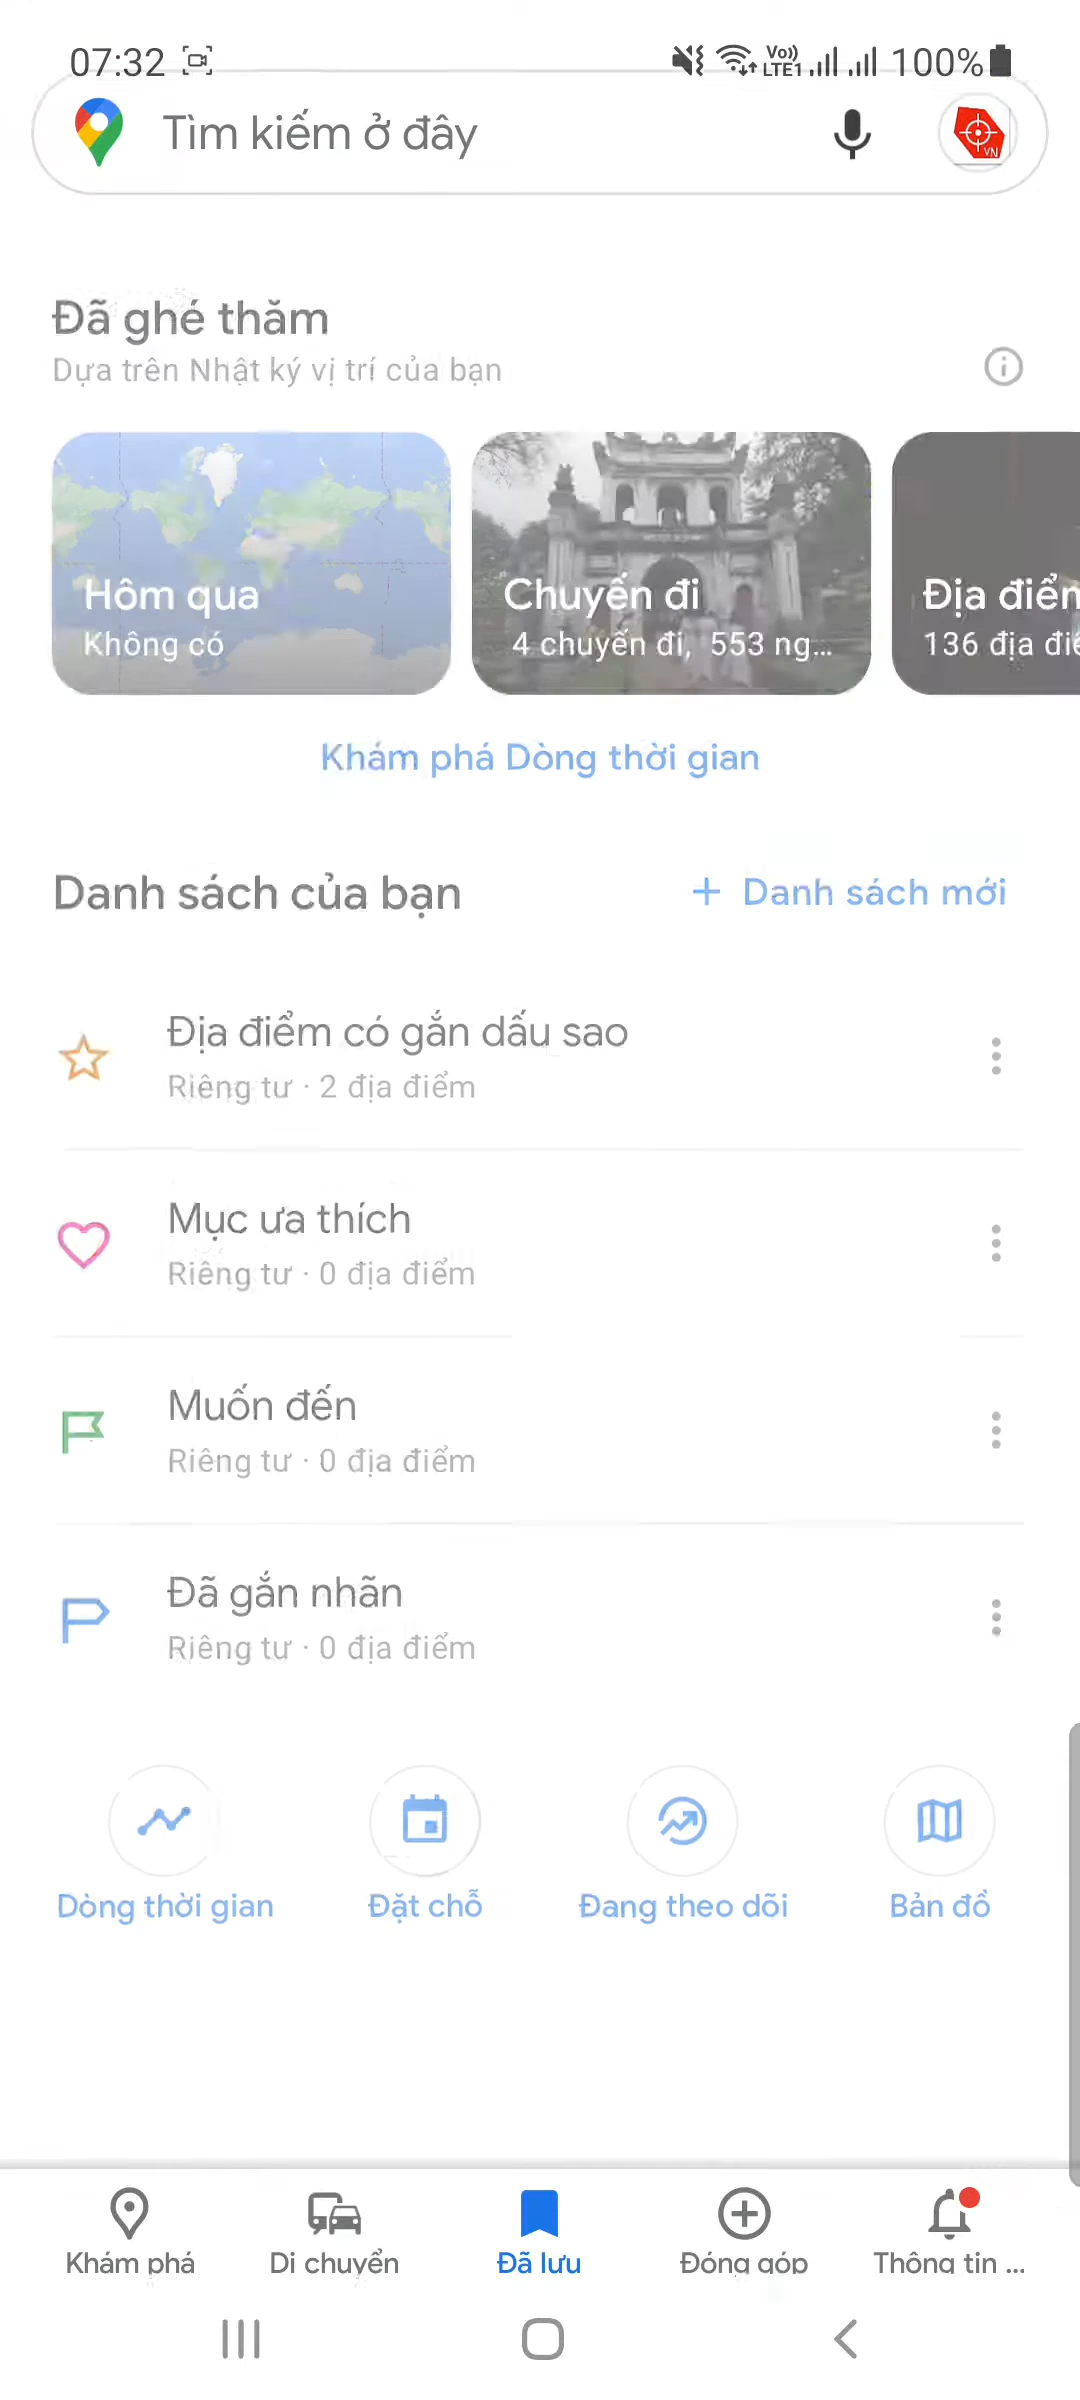 07:32 Vo)) LTE1 100%
Tìm kiếm ở đây
VN
Đã ghé thăm
Dựa trên Nhật ký vị trí của bạn
Hôm qua
Không có
Chuyến đi
4 chuyến đi, 553 ng...
Địa điển
136 địa điể
Khám phá Dòng thời gian
Danh sách của bạn
+ Danh sách mới
Địa điểm có gắn dấu sao
Riêng tư · 2 địa điểm
Mục ưa thích
Riêng tư · 0 địa điểm
Muốn đến
Riêng tư · 0 địa điểm
Đã gắn nhãn
Riêng tư · 0 địa điểm
Dòng thời gian
Đặt chỗ
Đang theo dõi
Bản đồ
Khám phá
Di chuyển
Đã lưu
Đóng góp
Thông tin ...